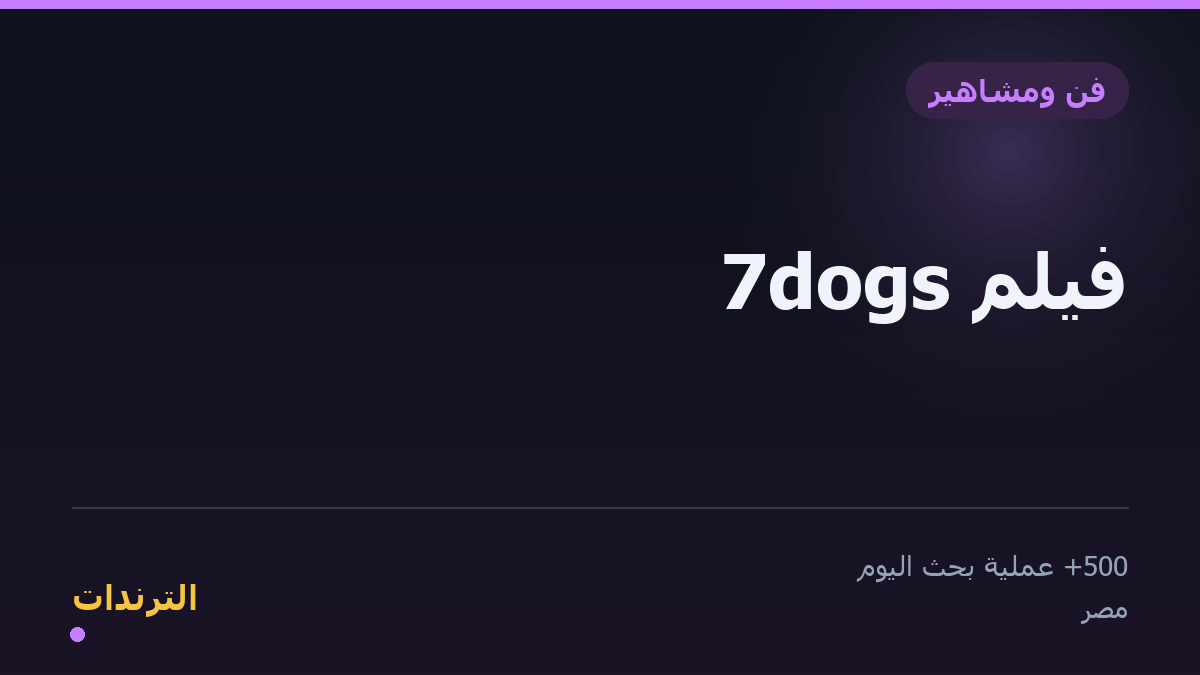 فن ومشاهير
فيلم 7dogs
500+ عملية بحث اليوم
مصر
الترندات